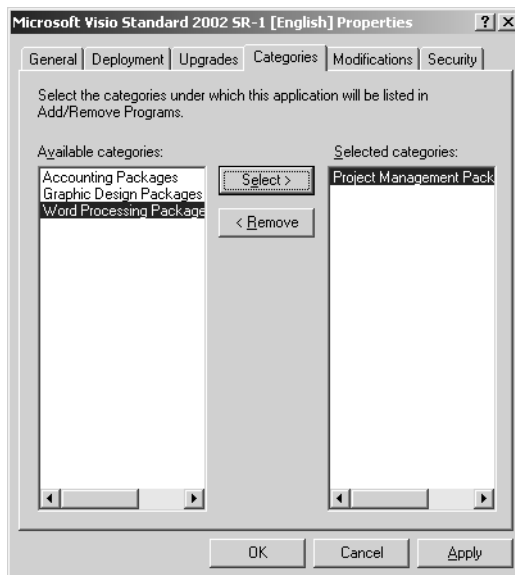 Microsoft Visio Standard 2002 SR-1 [English] Properties ? X
General Deployment Upgrades Categories Modifications Security
Select the categories under which this application will be listed in
Add/Remove Programs.
Available categories:
Accounting Packages
Graphic Design Packages
Word Processing Package
Select >
< Remove
Selected categories:
Project Management Pack
OK Cancel Apply